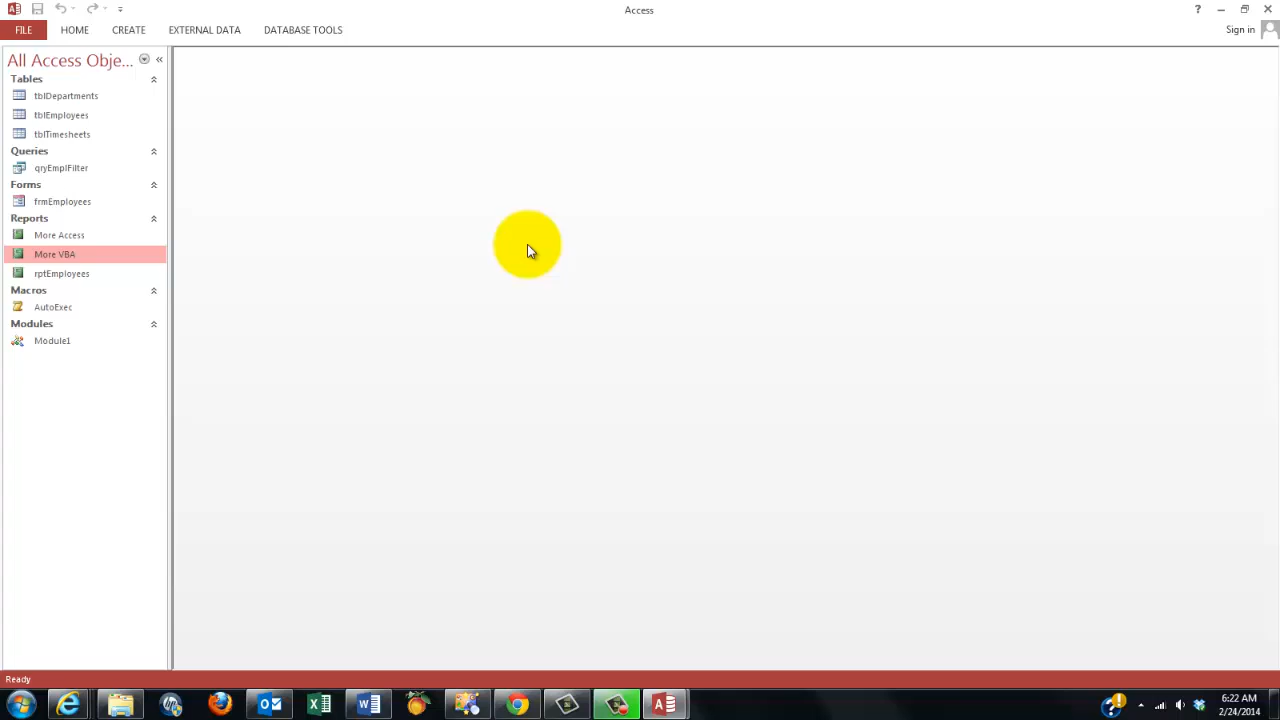 Access
FILE HOME CREATE EXTERNAL DATA DATABASE TOOLS Sign in
All Access Obje...
Tables
tblDepartments
tblEmployees
tblTimesheets
Queries
qryEmplFilter
Forms
frmEmployees
Reports
More Access
More VBA
rptEmployees
Macros
AutoExec
Modules
Module1
Ready
6:22 AM
2/24/2014